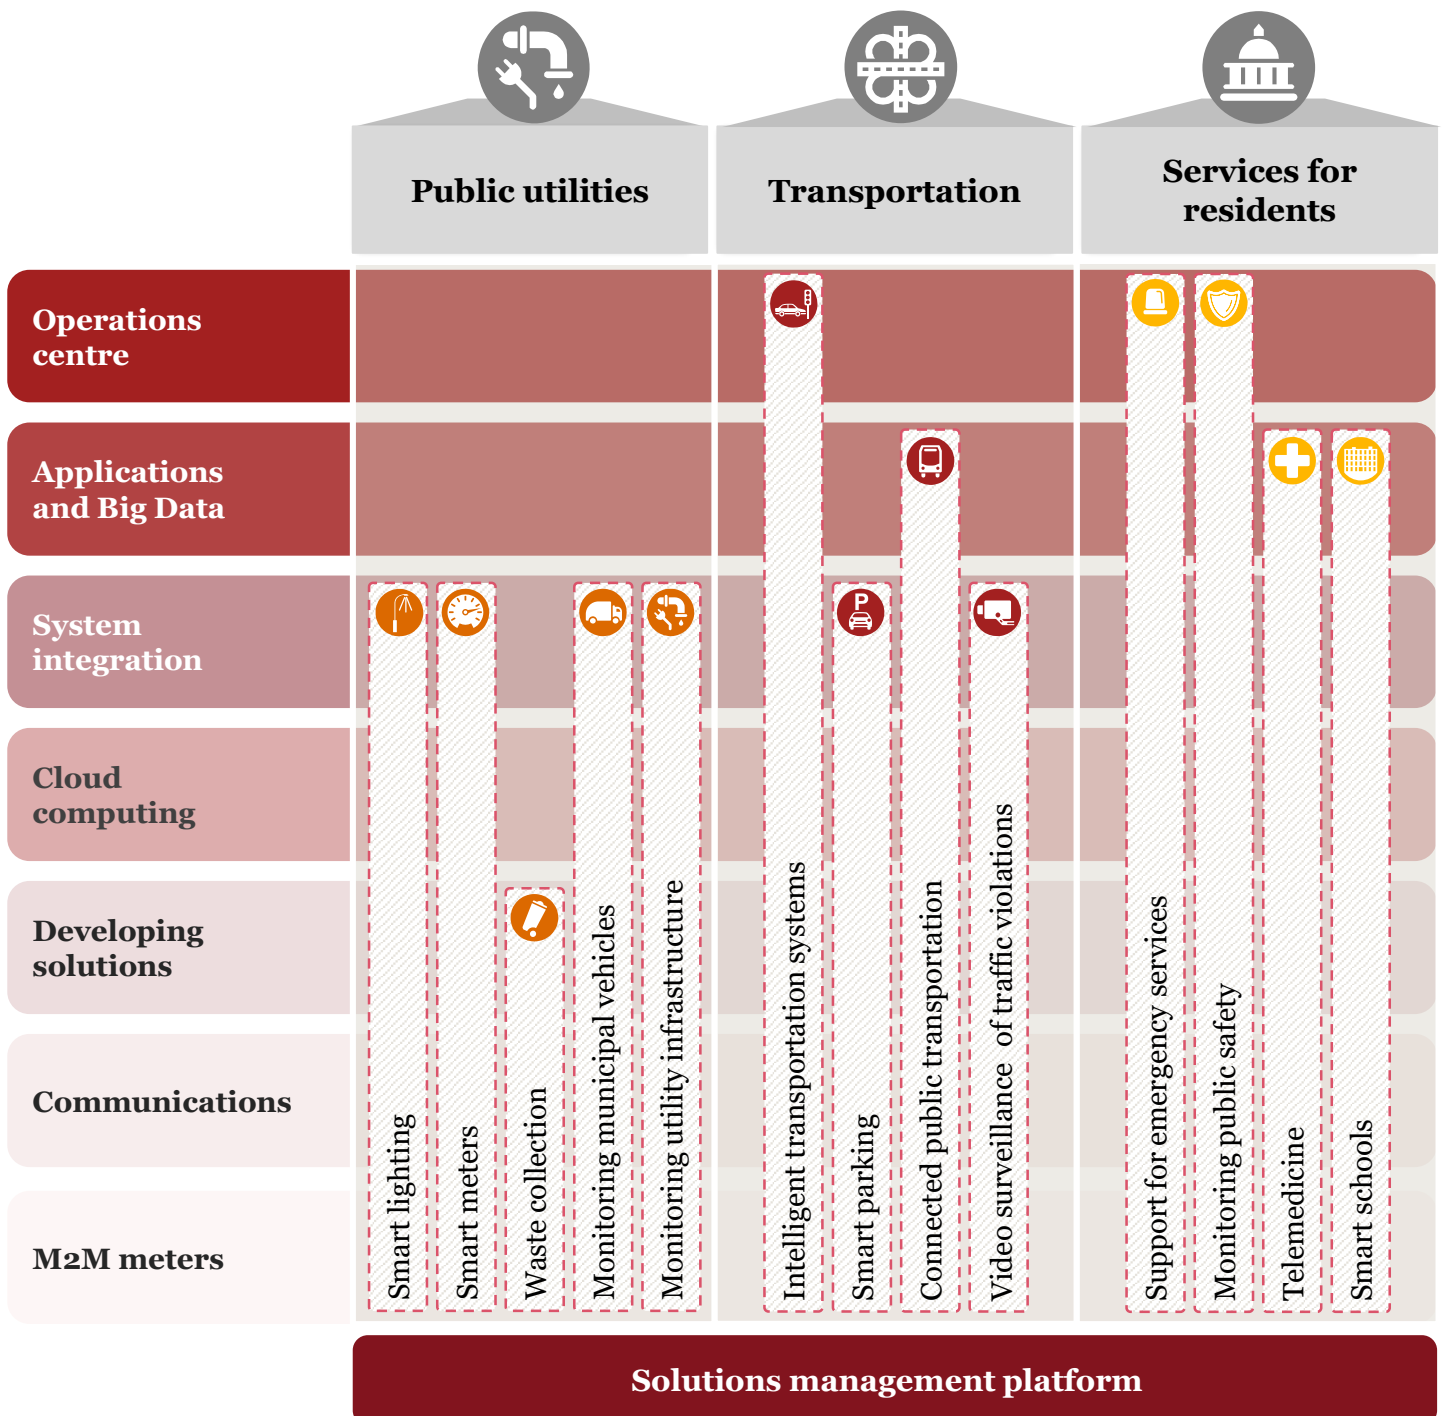 Public utilities
Transportation
Services for
residents
Operations
centre
Applications
and Big Data
System
integration
Cloud
computing
Developing
solutions
Communications
M2M meters
Smart lighting
Smart meters
Waste collection
Monitoring municipal vehicles
Monitoring utility infrastructure
Intelligent transportation systems
P
Smart parking
Connected public transportation
Video surveillance of traffic violations
Support for emergency services
Monitoring public safety
Telemedicine
Smart schools
Solutions management platform